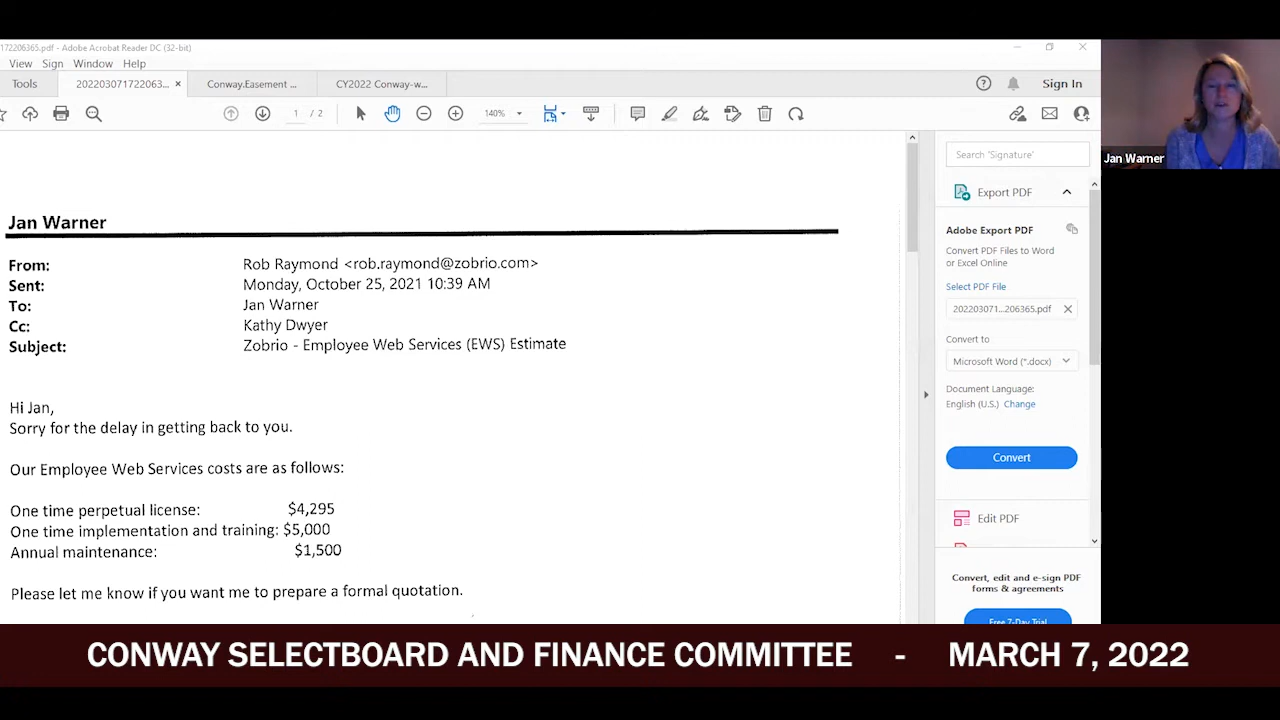 172206365.pdf - Adobe Acrobat Reader DC (32-bit)
View Sign Window Help
Tools 202203071722063... × Conway.Easement ... CY2022 Conway-w... Sign In
1 / 2 140%
Jan Warner
From: Rob Raymond <rob.raymond@zobrio.com>
Sent: Monday, October 25, 2021 10:39 AM
To: Jan Warner
Cc: Kathy Dwyer
Subject: Zobrio - Employee Web Services (EWS) Estimate
Hi Jan,
Sorry for the delay in getting back to you.
Our Employee Web Services costs are as follows:
One time perpetual license: $4,295
One time implementation and training: $5,000
Annual maintenance: $1,500
Please let me know if you want me to prepare a formal quotation.
Search 'Signature'
Export PDF
Adobe Export PDF
Convert PDF Files to Word
or Excel Online
Select PDF File
202203071...206365.pdf
Convert to
Microsoft Word (*.docx)
Document Language:
English (U.S.) Change
Convert
Edit PDF
Convert, edit and e-sign PDF
forms & agreements
Free 7-Day Trial
Jan Warner
CONWAY SELECTBOARD AND FINANCE COMMITTEE - MARCH 7, 2022